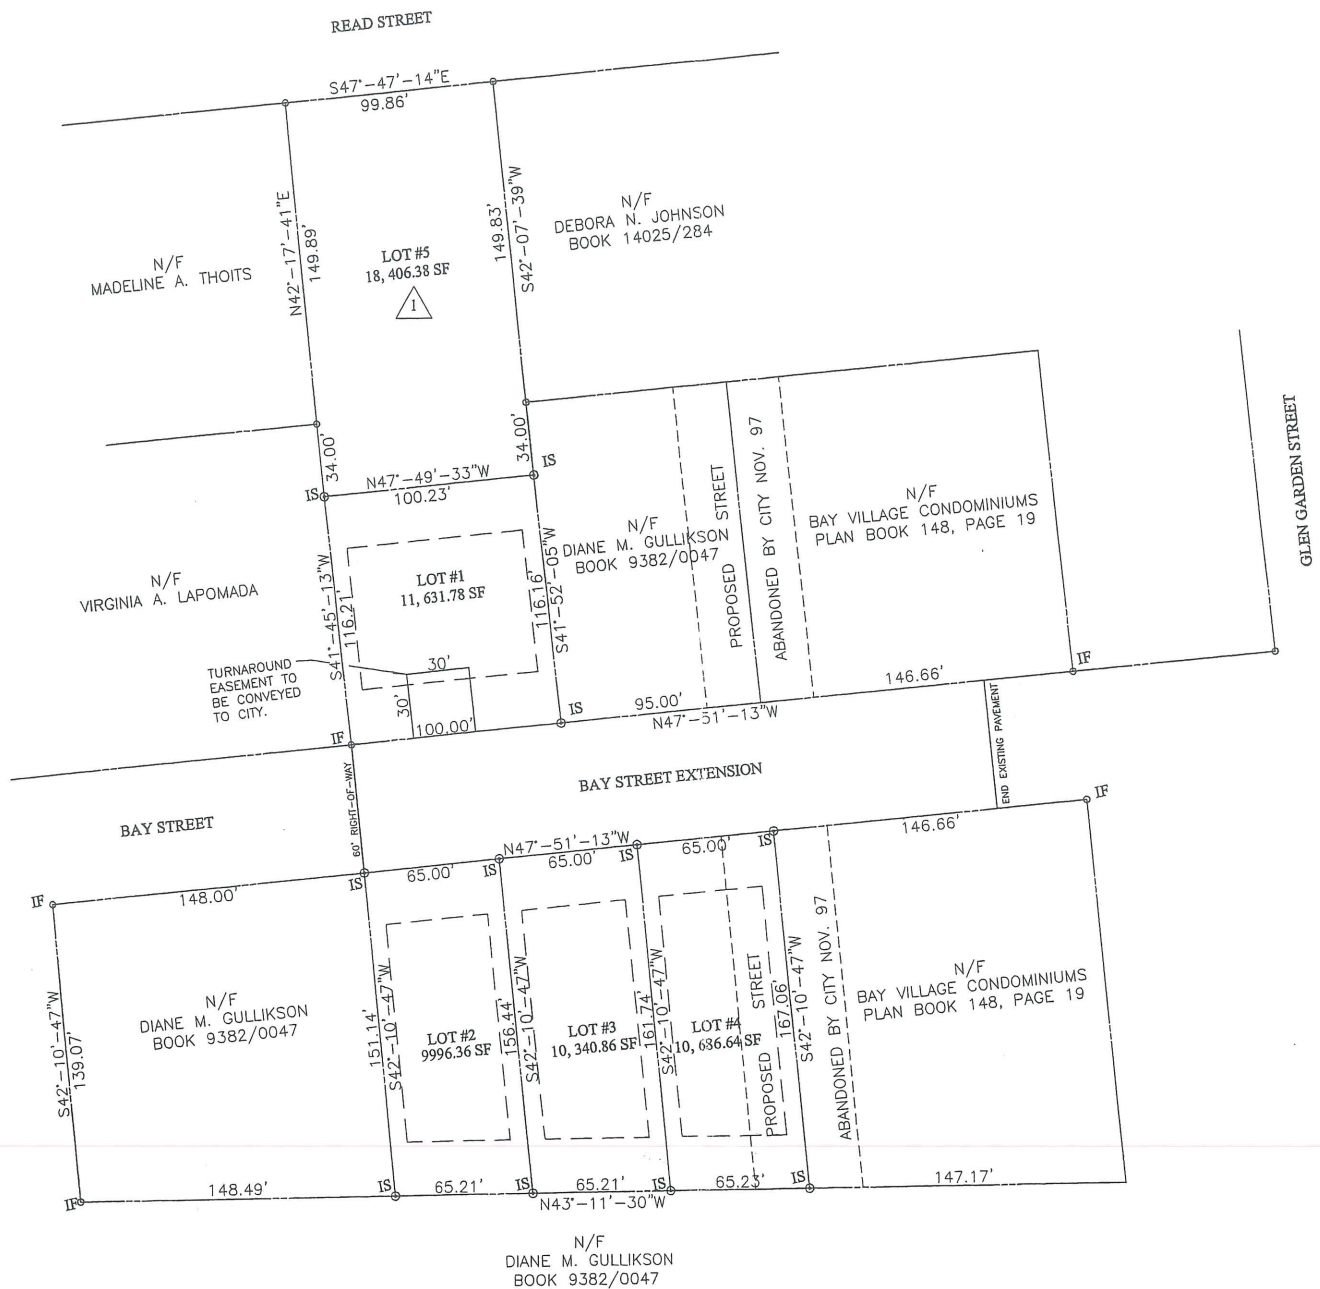 READ STREET
S47°-47'-14"E
99.86'
N42°-17'-41"E
149.89'
149.83'
S42°-07'-39"W
N/F
DEBORA N. JOHNSON
BOOK 14025/284
N/F
MADELINE A. THOITS
LOT #5
18, 406.38 SF
1
34.00'
34.00'
IS
N47°-49'-33"W
100.23'
IS
GLEN GARDEN STREET
N/F
VIRGINIA A. LAPOMADA
S41°-45'-13"W
116.21'
LOT #1
11, 631.78 SF
116.16'
S41°-52'-05"W
N/F
DIANE M. GULLIKSON
BOOK 9382/0047
PROPOSED STREET
ABANDONED BY CITY NOV. 97
N/F
BAY VILLAGE CONDOMINIUMS
PLAN BOOK 148, PAGE 19
TURNAROUND
EASEMENT TO
BE CONVEYED
TO CITY.
30'
30'
100.00'
IF
IS
95.00'
N47°-51'-13"W
146.66'
IF
END EXISTING PAVEMENT
60' RIGHT-OF-WAY
BAY STREET
BAY STREET EXTENSION
IF
148.00'
IS
65.00'
N47°-51'-13"W
IS
65.00'
IS
65.00'
IS
146.66'
IF
S42°-10'-47"W
139.07'
N/F
DIANE M. GULLIKSON
BOOK 9382/0047
151.14'
S42°-10'-47"W
LOT #2
9996.36 SF
156.44'
S42°-10'-47"W
LOT #3
10, 340.86 SF
161.74'
S42°-10'-47"W
LOT #4
10, 686.64 SF
PROPOSED STREET
167.06'
S42°-10'-47"W
ABANDONED BY CITY NOV. 97
N/F
BAY VILLAGE CONDOMINIUMS
PLAN BOOK 148, PAGE 19
IF
148.49'
IS
65.21'
IS
65.21'
IS
65.23'
IS
147.17'
N43°-11'-30"W
N/F
DIANE M. GULLIKSON
BOOK 9382/0047